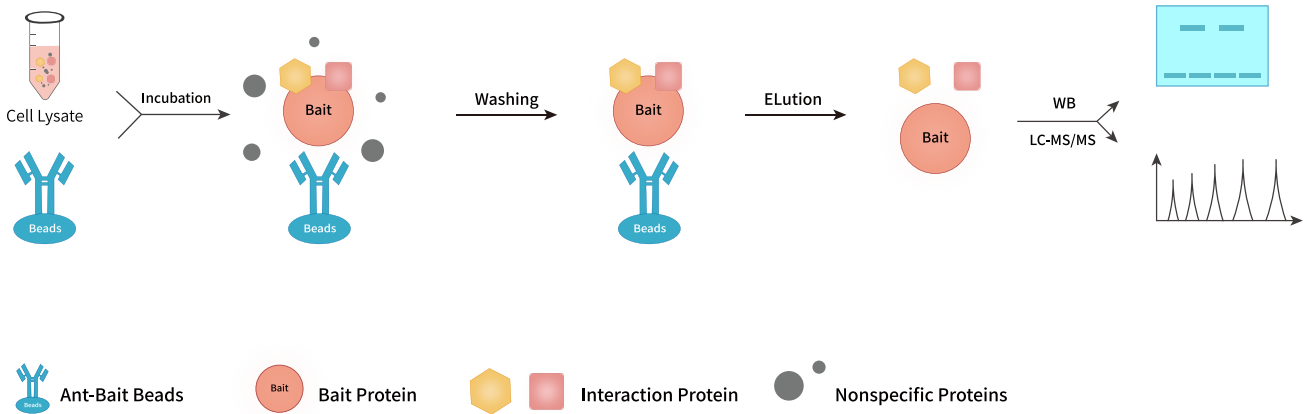 Cell Lysate
Beads
Incubation
Bait
Beads
Washing
Bait
Beads
ELution
Bait
WB
LC-MS/MS
Beads
Ant-Bait Beads
Bait
Bait Protein
Interaction Protein
Nonspecific Proteins